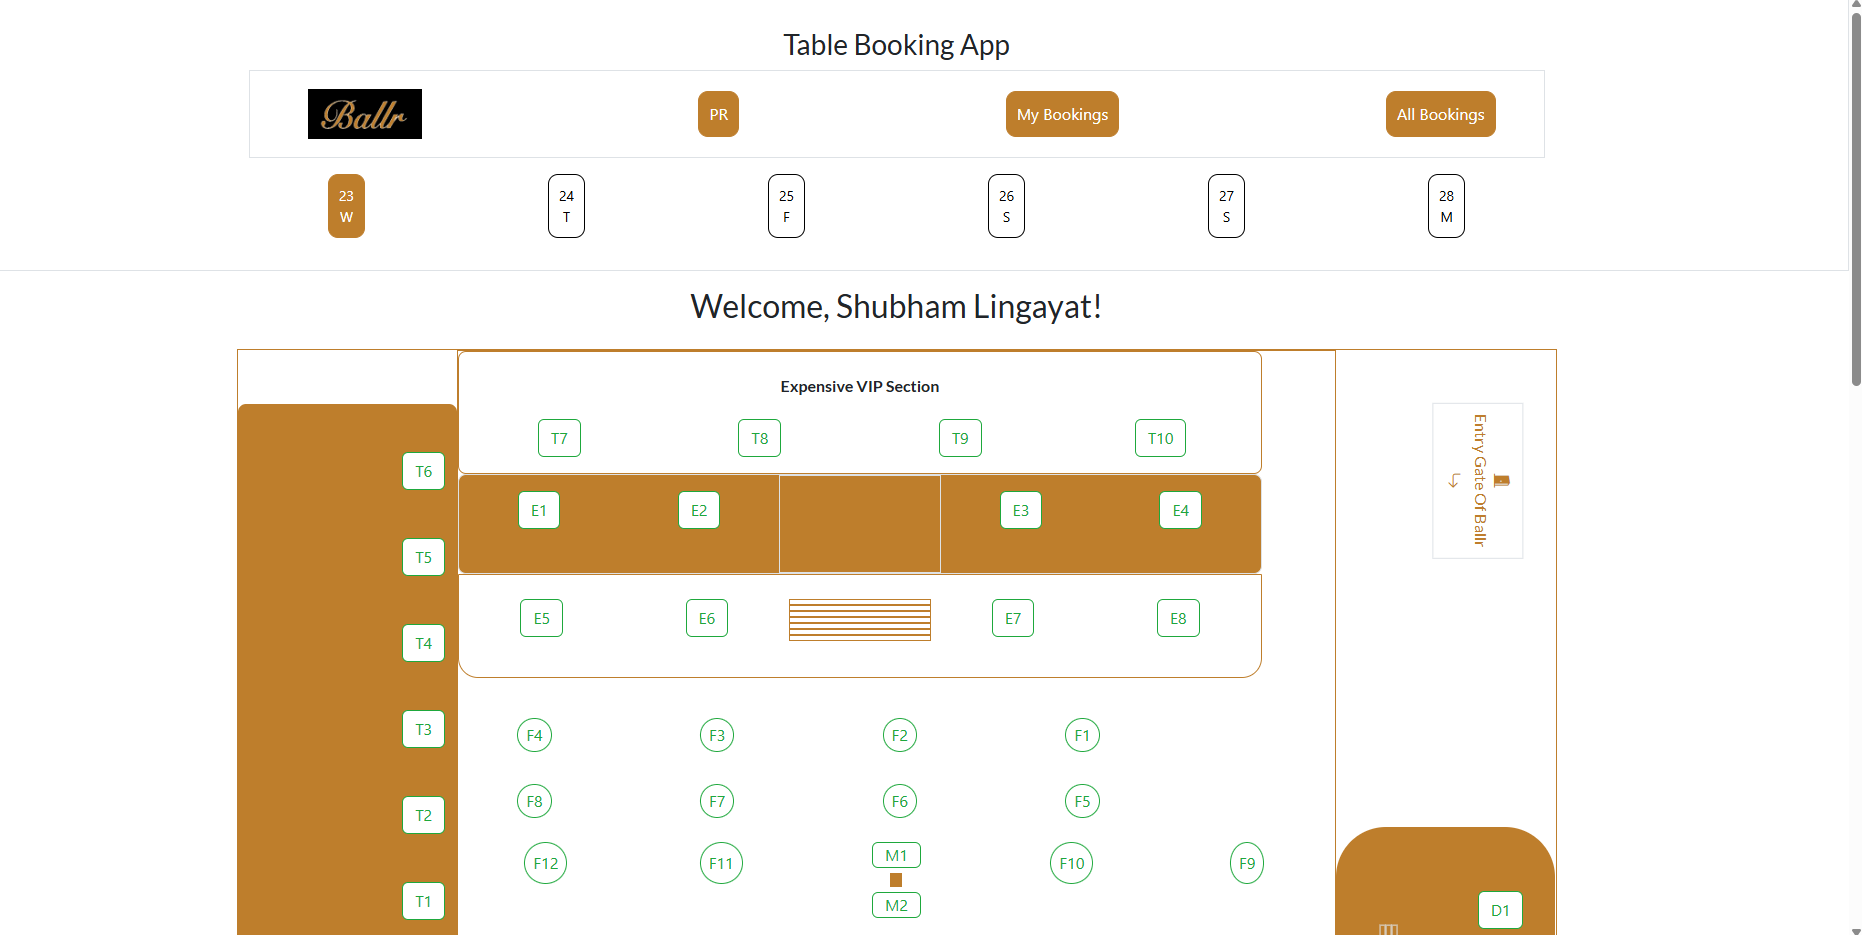 Table Booking App
Ballr
PR
My Bookings
All Bookings
23
W
24
T
25
F
26
S
27
S
28
M
Welcome, Shubham Lingayat!
Expensive VIP Section
T7 T8 T9 T10
T6
E1 E2 E3 E4
T5
E5 E6 E7 E8
T4
T3
F4 F3 F2 F1
T2
F8 F7 F6 F5
F12 F11 M1 F10 F9
M2
T1
D1
Entry Gate Of Ballr